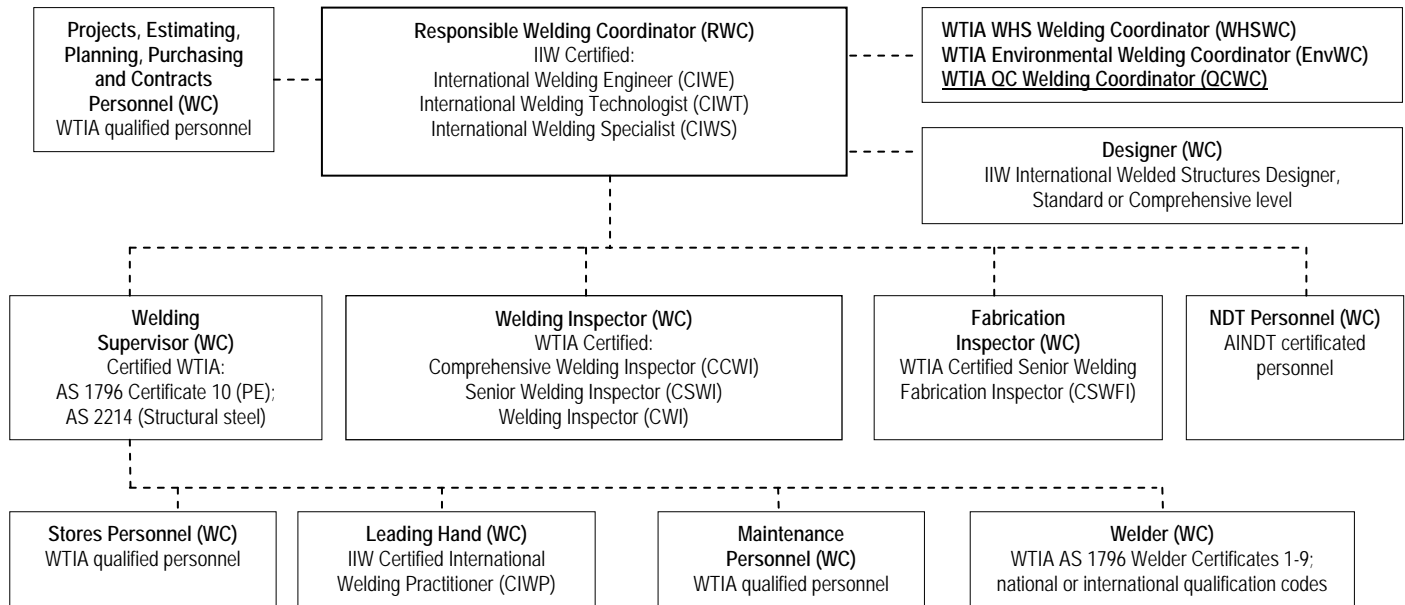 Projects, Estimating,
Planning, Purchasing
and Contracts
Personnel (WC)
WTIA qualified personnel
Responsible Welding Coordinator (RWC)
IIW Certified:
International Welding Engineer (CIWE)
International Welding Technologist (CIWT)
International Welding Specialist (CIWS)
WTIA WHS Welding Coordinator (WHSWC)
WTIA Environmental Welding Coordinator (EnvWC)
WTIA QC Welding Coordinator (QCWC)
Designer (WC)
IIW International Welded Structures Designer,
Standard or Comprehensive level
Welding
Supervisor (WC)
Certified WTIA:
AS 1796 Certificate 10 (PE);
AS 2214 (Structural steel)
Welding Inspector (WC)
WTIA Certified:
Comprehensive Welding Inspector (CCWI)
Senior Welding Inspector (CSWI)
Welding Inspector (CWI)
Fabrication
Inspector (WC)
WTIA Certified Senior Welding
Fabrication Inspector (CSWFI)
NDT Personnel (WC)
AINDT certificated
personnel
Stores Personnel (WC)
WTIA qualified personnel
Leading Hand (WC)
IIW Certified International
Welding Practitioner (CIWP)
Maintenance
Personnel (WC)
WTIA qualified personnel
Welder (WC)
WTIA AS 1796 Welder Certificates 1-9;
national or international qualification codes